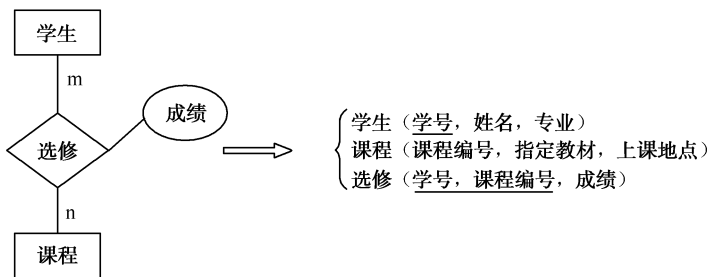 学生
m
成绩
选修
n
课程
学生（学号，姓名，专业）
课程（课程编号，指定教材，上课地点）
选修（学号，课程编号，成绩）